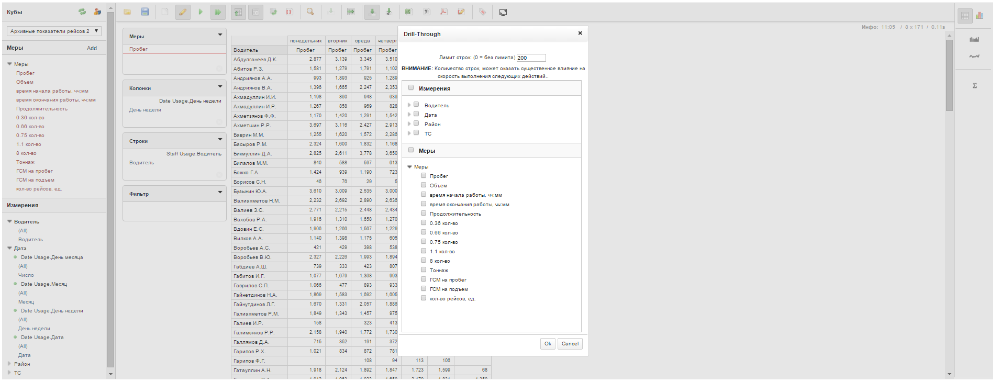 Кубы
Архивные показатели рейсов 2
Меры Add
Меры
Пробег
Объем
время начала работы, чч:мм
время окончания работы, чч:мм
Продолжительность
0.36 кол-во
0.66 кол-во
0.75 кол-во
1.1 кол-во
8 кол-во
Тоннаж
ГСМ на пробег
ГСМ на подъем
кол-во рейсов, ед.
Измерения
Водитель
(All)
Водитель
Дата
Date Usage.День месяца
(All)
Число
Date Usage.Месяц
(All)
Месяц
Date Usage.День недели
(All)
День недели
Date Usage.Дата
(All)
Дата
Район
ТС
Меры
Пробег
Колонки
Date Usage.День недели
День недели
Строки
Staff Usage.Водитель
Водитель
Фильтр
Инфо: 11:05 / 8 x 171 / 0.11s
понедельник вторник среда четверг
Водитель Пробег Пробег Пробег Пробег
Абдулганеев Д.К. 2,877 3,139 3,345 3,510
Абитов Р.З. 1,581 1,279 1,791 1,102
Андриянов А.А. 993 1,893 925 1,289
Андриянов В.А. 1,396 1,665 2,247 2,353
Ахмадуллин И.И. 1,198 860 948 636
Ахмадуллин И.Р. 1,267 858 969 828
Ахметзянов Ф.Ф. 1,170 1,420 1,291 1,542
Ахметшин Р.Р. 3,697 3,116 2,427 2,913
Баврин М.М. 1,255 1,620 1,572 2,286
Басыров Р.М. 2,324 1,600 1,832 1,168
Бикмуллин Д.А. 2,825 2,611 3,778 3,650
Билалов М.М. 840 588 597 613
Божко Г.А. 1,424 939 1,190 723
Борисов С.Н. 46 76 29 5
Бузынин Ю.А. 3,610 3,009 2,535 3,000
Валиахметов Н.М. 2,232 2,692 2,890 2,636
Валиев З.С. 2,771 2,215 2,448 2,434
Вахобов Р.А. 1,916 1,310 1,658 1,270
Вдовин Е.С. 1,906 1,266 1,567 1,229
Вилков А.А. 1,140 1,398 1,175 605
Воробьев А.С. 421 429 398 538
Воробьев В.Ю. 2,327 2,226 1,993 1,894
Габдиев А.Ш. 739 333 423 807
Габитов И.Г. 1,077 1,679 1,368 993
Гаврилов С.П. 1,066 477 893 933
Гайнетдинов Н.А. 1,869 1,583 1,692 1,605
Гайнутдинов Л.Г. 1,670 1,331 2,057 1,886
Галиахметов Р.М. 1,849 1,343 1,457 975
Галиев И.Р. 158 323 413
Галимзянов Р.Р. 2,158 1,940 1,772 1,730
Галлямов Д.А. 715 352 191 372
Гарипов Р.Х. 1,021 834 872 781
Гарипов Ф.Г. 108 94 113 106
Гатауллин А.Н. 1,918 2,124 1,892 1,847 1,723 1,599 68
Drill-Through
Лимит строк: (0 = без лимита) 200
ВНИМАНИЕ: Количество строк, может оказать существенное влияние на
скорость выполнения следующих действий..
Измерения
Водитель
Дата
Район
ТС
Меры
Меры
Пробег
Объем
время начала работы, чч:мм
время окончания работы, чч:мм
Продолжительность
0.36 кол-во
0.66 кол-во
0.75 кол-во
1.1 кол-во
8 кол-во
Тоннаж
ГСМ на пробег
ГСМ на подъем
кол-во рейсов, ед.
Ok Cancel
Σ